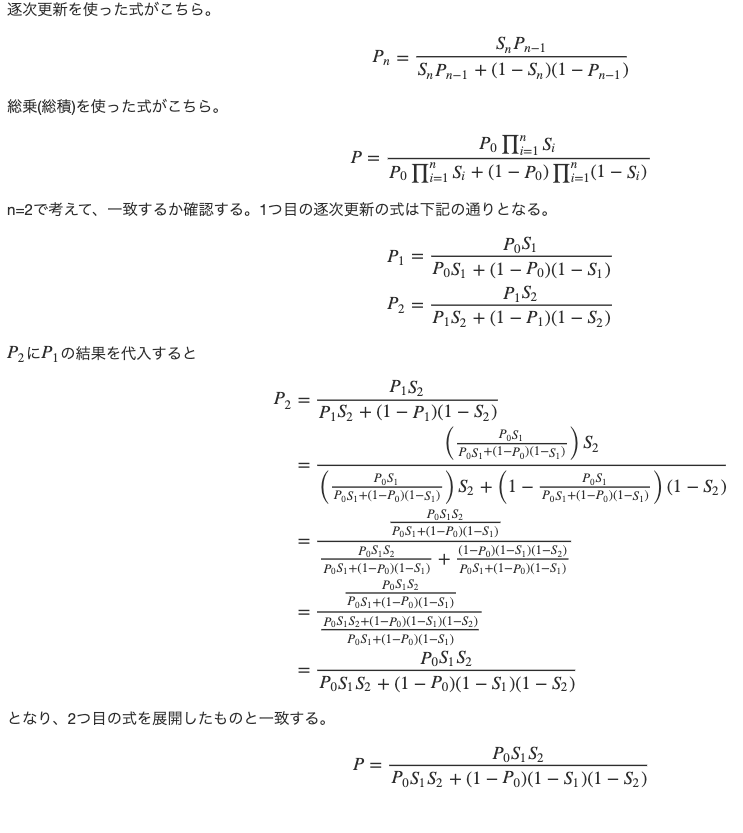 逐次更新を使った式がこちら。
$$P_n = \frac{S_n P_{n-1}}{S_n P_{n-1} + (1 - S_n)(1 - P_{n-1})}$$
総乗(総積)を使った式がこちら。
$$P = \frac{P_0 \prod_{i=1}^{n} S_i}{P_0 \prod_{i=1}^{n} S_i + (1 - P_0) \prod_{i=1}^{n} (1 - S_i)}$$
n=2で考えて、一致するか確認する。1つ目の逐次更新の式は下記の通りとなる。
$$P_1 = \frac{P_0 S_1}{P_0 S_1 + (1 - P_0)(1 - S_1)}$$
$$P_2 = \frac{P_1 S_2}{P_1 S_2 + (1 - P_1)(1 - S_2)}$$
$P_2$に$P_1$の結果を代入すると
$$P_2 = \frac{P_1 S_2}{P_1 S_2 + (1 - P_1)(1 - S_2)}$$
$$= \frac{\left( \frac{P_0 S_1}{P_0 S_1 + (1 - P_0)(1 - S_1)} \right) S_2}{\left( \frac{P_0 S_1}{P_0 S_1 + (1 - P_0)(1 - S_1)} \right) S_2 + \left( 1 - \frac{P_0 S_1}{P_0 S_1 + (1 - P_0)(1 - S_1)} \right) (1 - S_2)}$$
$$= \frac{\frac{P_0 S_1 S_2}{P_0 S_1 + (1 - P_0)(1 - S_1)}}{\frac{P_0 S_1 S_2}{P_0 S_1 + (1 - P_0)(1 - S_1)} + \frac{(1 - P_0)(1 - S_1)(1 - S_2)}{P_0 S_1 + (1 - P_0)(1 - S_1)}}$$
$$= \frac{\frac{P_0 S_1 S_2}{P_0 S_1 + (1 - P_0)(1 - S_1)}}{\frac{P_0 S_1 S_2 + (1 - P_0)(1 - S_1)(1 - S_2)}{P_0 S_1 + (1 - P_0)(1 - S_1)}}$$
$$= \frac{P_0 S_1 S_2}{P_0 S_1 S_2 + (1 - P_0)(1 - S_1)(1 - S_2)}$$
となり、2つ目の式を展開したものと一致する。
$$P = \frac{P_0 S_1 S_2}{P_0 S_1 S_2 + (1 - P_0)(1 - S_1)(1 - S_2)}$$